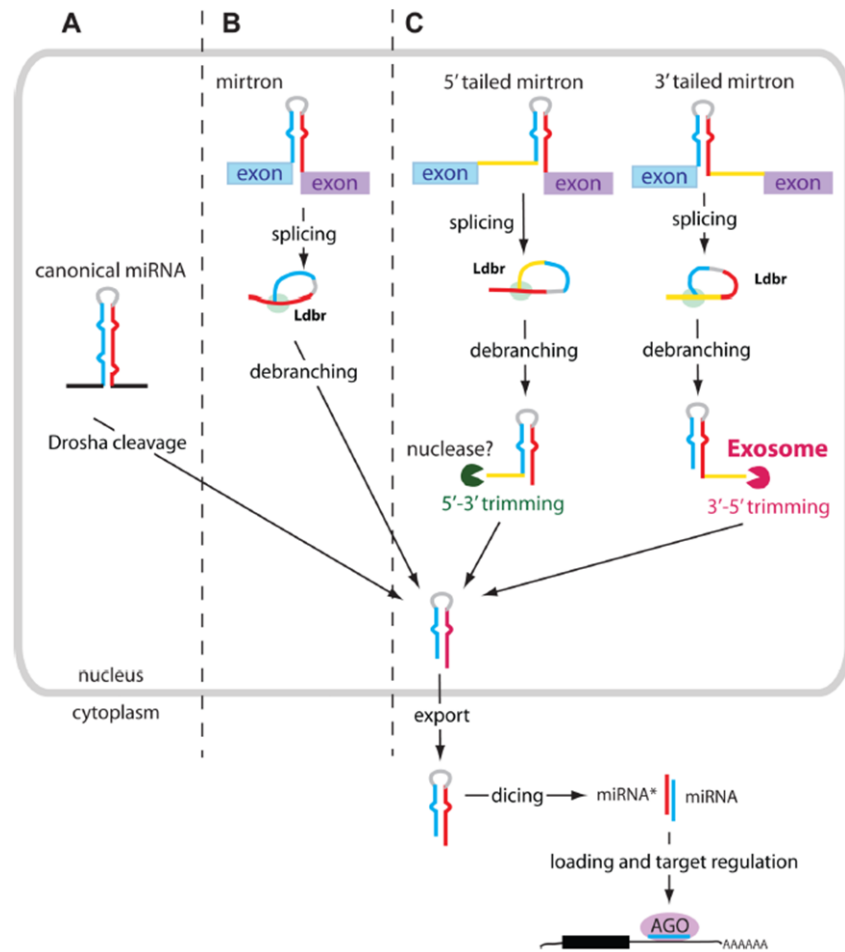 A
B
C
mirtron
5' tailed mirtron
3' tailed mirtron
exon
exon
exon
exon
exon
exon
splicing
splicing
splicing
canonical miRNA
Ldbr
Ldbr
Ldbr
debranching
debranching
debranching
Drosha cleavage
nuclease?
Exosome
5'-3' trimming
3'-5' trimming
nucleus
cytoplasm
export
dicing
miRNA*
miRNA
loading and target regulation
AGO
AAAAAA